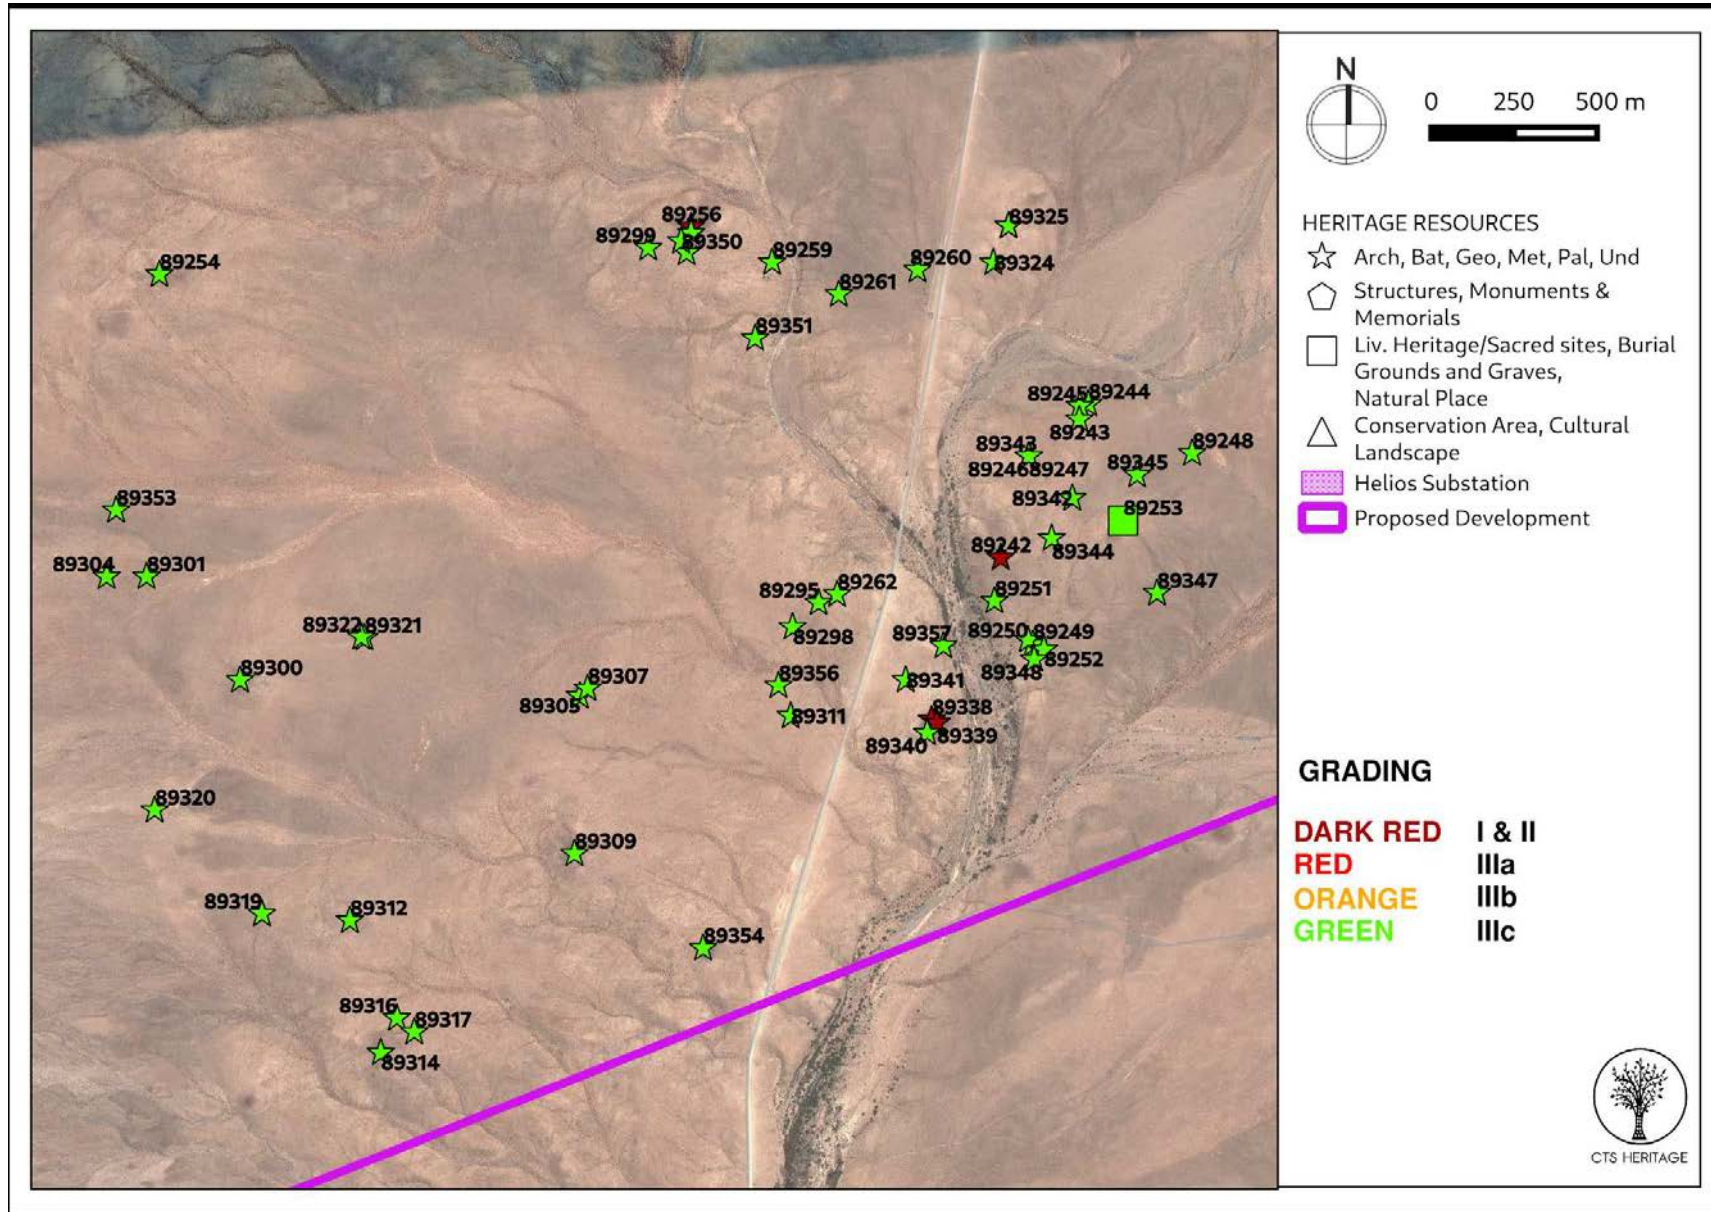 89256
89299
89350
89254
89259
89261
89260
89325
89324
89351
89245
89244
89243
89343
89246
89247
89248
89345
89342
89253
89344
89242
89353
89304
89301
89295
89262
89298
89251
89347
89322
89321
89357
89250
89249
89252
89348
89300
89307
89305
89356
89341
89311
89338
89339
89340
89320
89309
89319
89312
89354
89316
89317
89314
N
0 250 500 m
HERITAGE RESOURCES
Arch, Bat, Geo, Met, Pal, Und
Structures, Monuments &
Memorials
Liv. Heritage/Sacred sites, Burial
Grounds and Graves,
Natural Place
Conservation Area, Cultural
Landscape
Helios Substation
Proposed Development
GRADING
DARK RED I & II
RED IIIa
ORANGE IIIb
GREEN IIIc
CTS HERITAGE